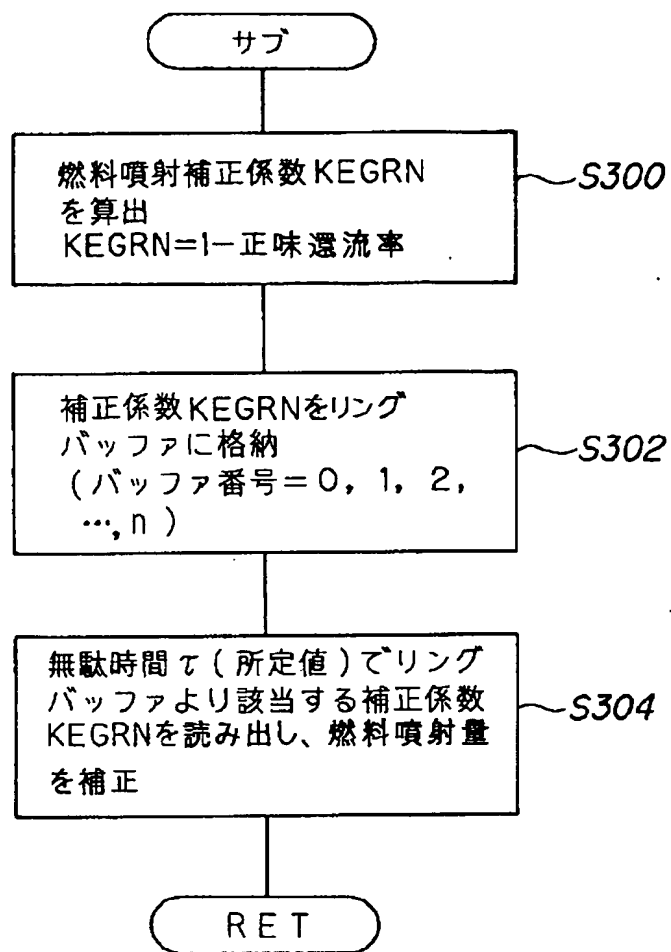 サブ
燃料噴射補正係数KEGRN
を算出
KEGRN=1-正味還流率
S300
補正係数KEGRNをリング
バッファに格納
(バッファ番号=0, 1, 2,
…, n)
S302
無駄時間τ(所定値)でリング
バッファより該当する補正係数
KEGRNを読み出し、燃料噴射量
を補正
S304
RET